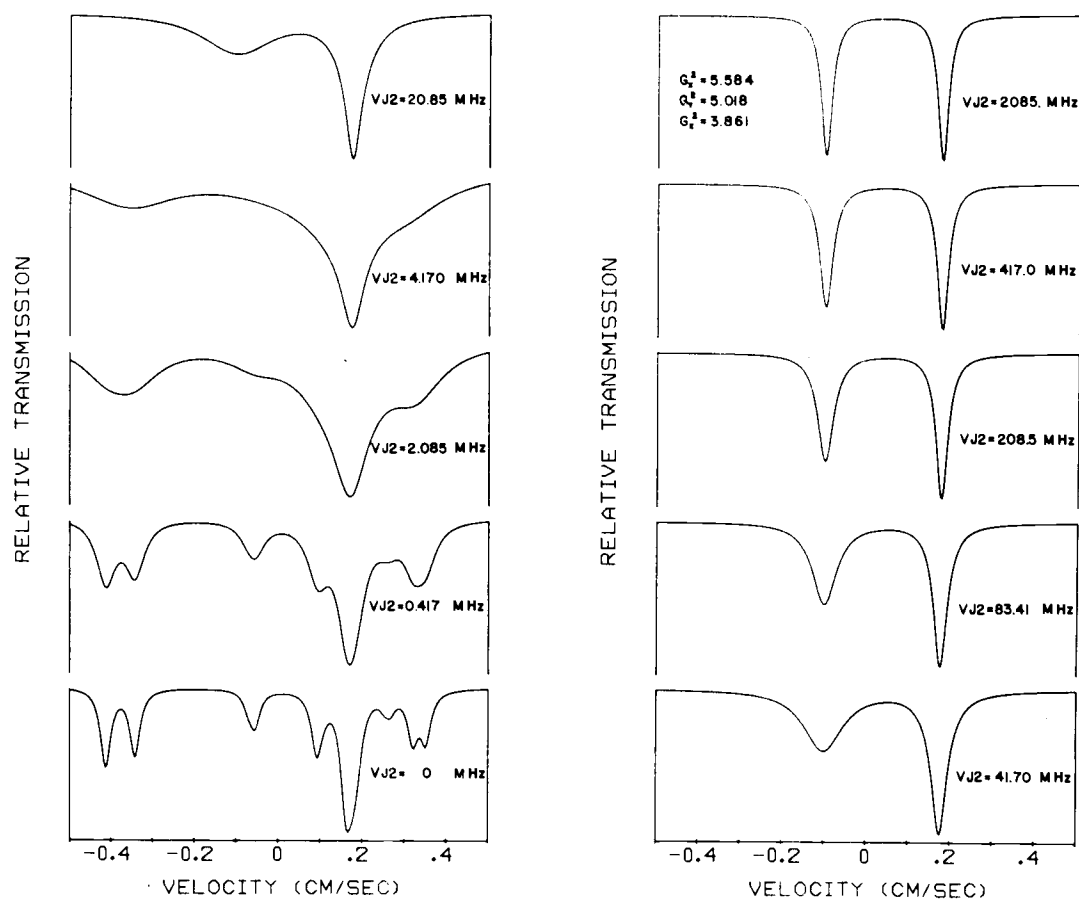 RELATIVE TRANSMISSION
VJ2=20.85 MHz
VJ2=4.170 MHz
VJ2=2.085 MHz
VJ2=0.417 MHz
VJ2= 0 MHz
-0.4 -0.2 0 .2 .4
VELOCITY (CM/SEC)
RELATIVE TRANSMISSION
=5.584
=5.018
=3.861
VJ2=2085. MHz
VJ2=417.0 MHz
VJ2=208.5 MHz
VJ2=83.41 MHz
VJ2=41.70 MHz
-0.4 -0.2 0 .2 .4
VELOCITY (CM/SEC)